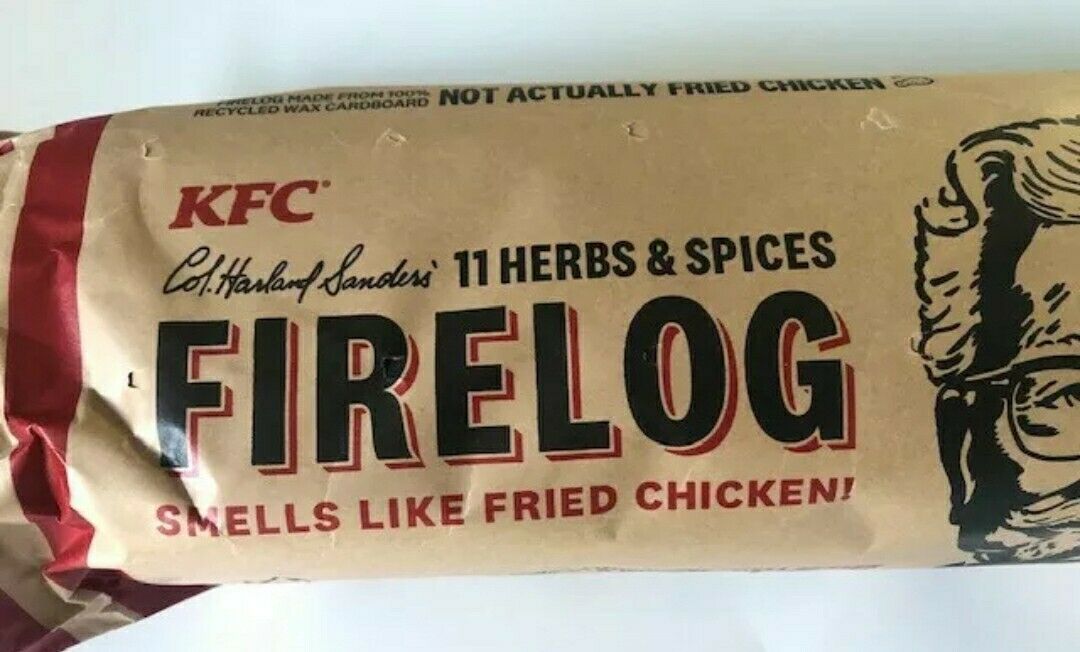 FIRELOG MADE FROM 100%
RECYCLED WAX CARDBOARD
NOT ACTUALLY FRIED CHICKEN
KFC®
Col. Harland Sanders' 11 HERBS & SPICES
FIRELOG
SMELLS LIKE FRIED CHICKEN!